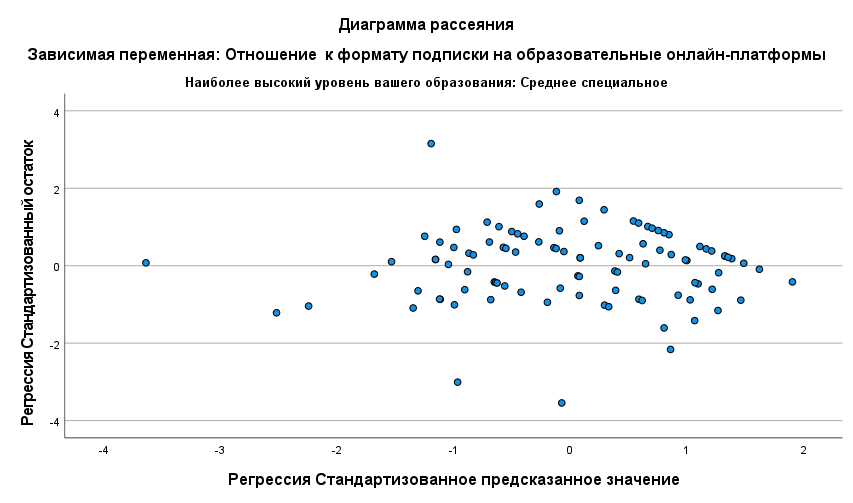 Диаграмма рассеяния
Зависимая переменная: Отношение к формату подписки на образовательные онлайн-платформы
Наиболее высокий уровень вашего образования: Среднее специальное
Регрессия Стандартизованный остаток
4
2
0
-2
-4
-4 -3 -2 -1 0 1 2
Регрессия Стандартизованное предсказанное значение